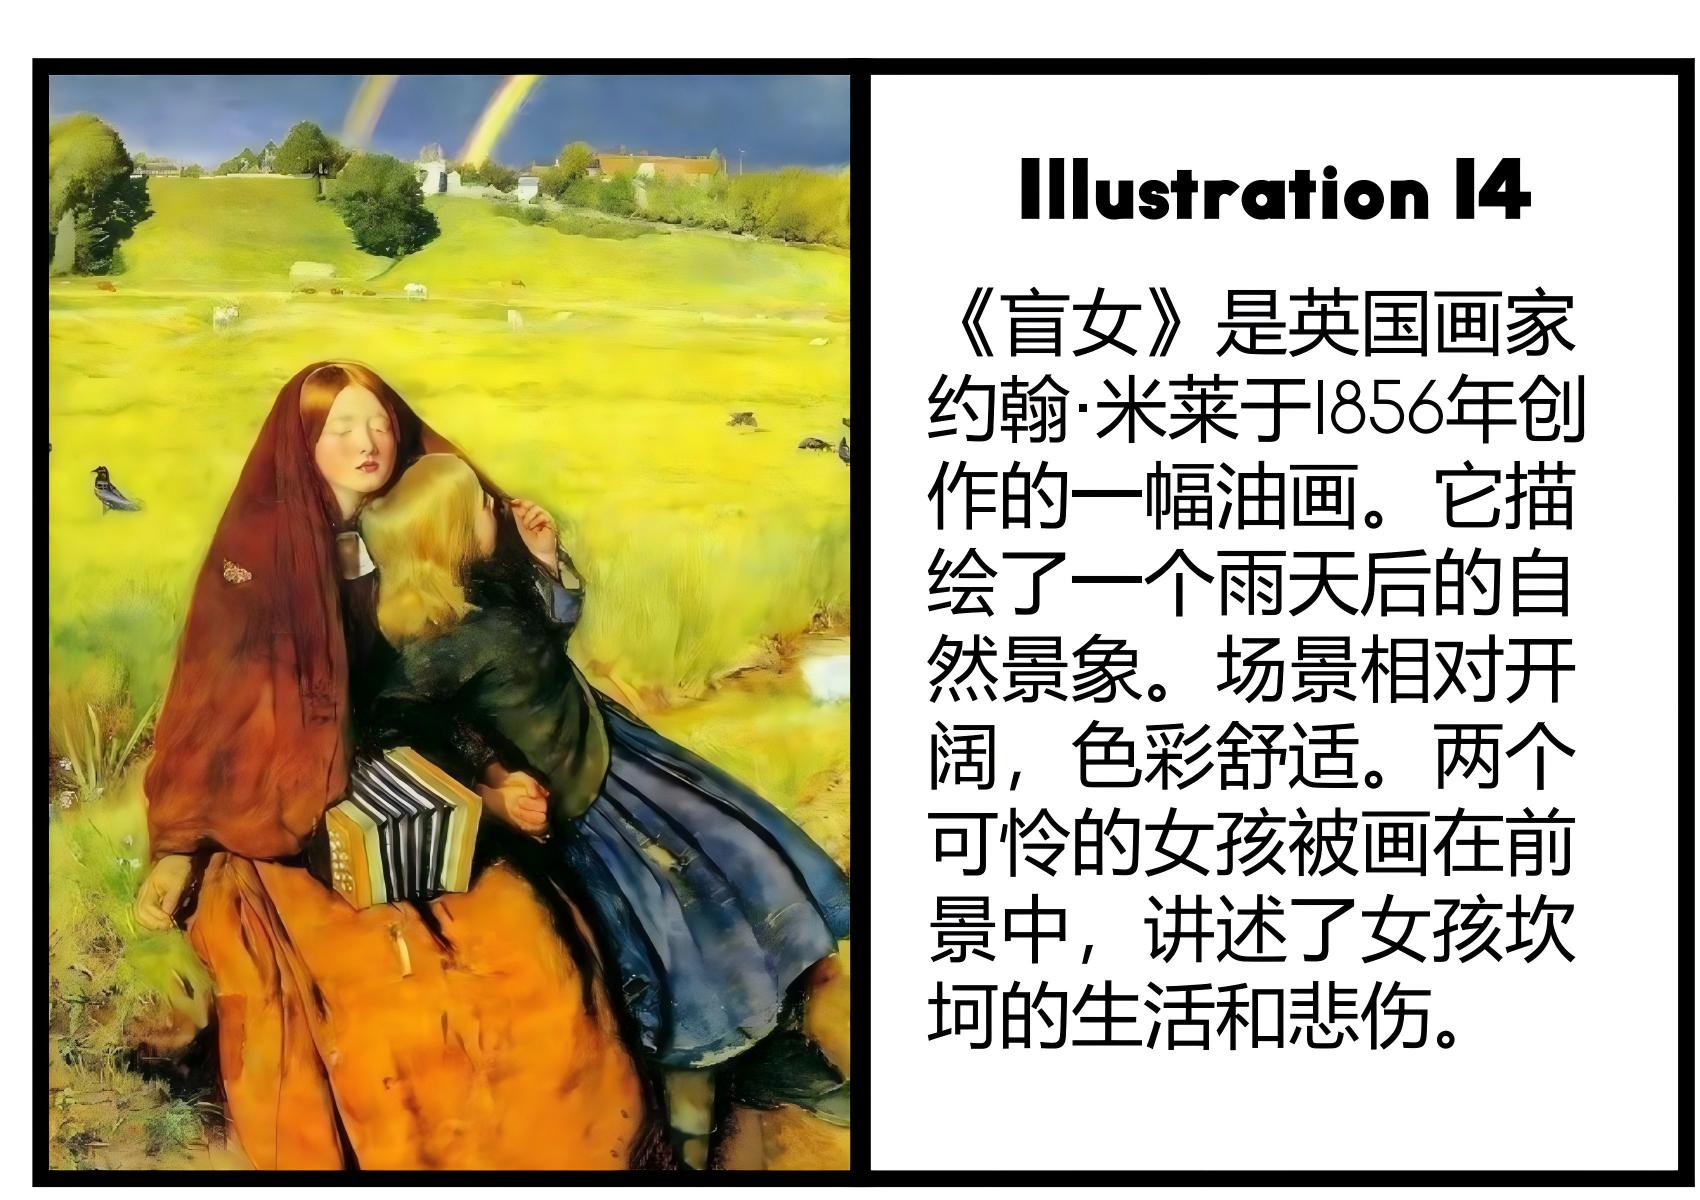 Illustration 14
《盲女》是英国画家
约翰·米莱于1856年创
作的一幅油画。它描
绘了一个雨天后的自
然景象。场景相对开
阔，色彩舒适。两个
可怜的女孩被画在前
景中，讲述了女孩坎
坷的生活和悲伤。